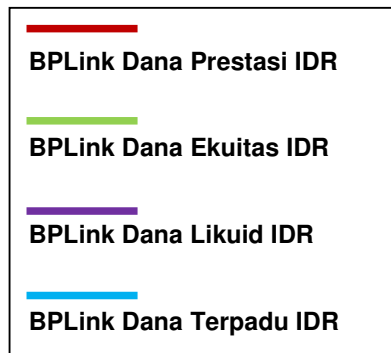 BPLink Dana Prestasi IDR
BPLink Dana Ekuitas IDR
BPLink Dana Likuid IDR
BPLink Dana Terpadu IDR